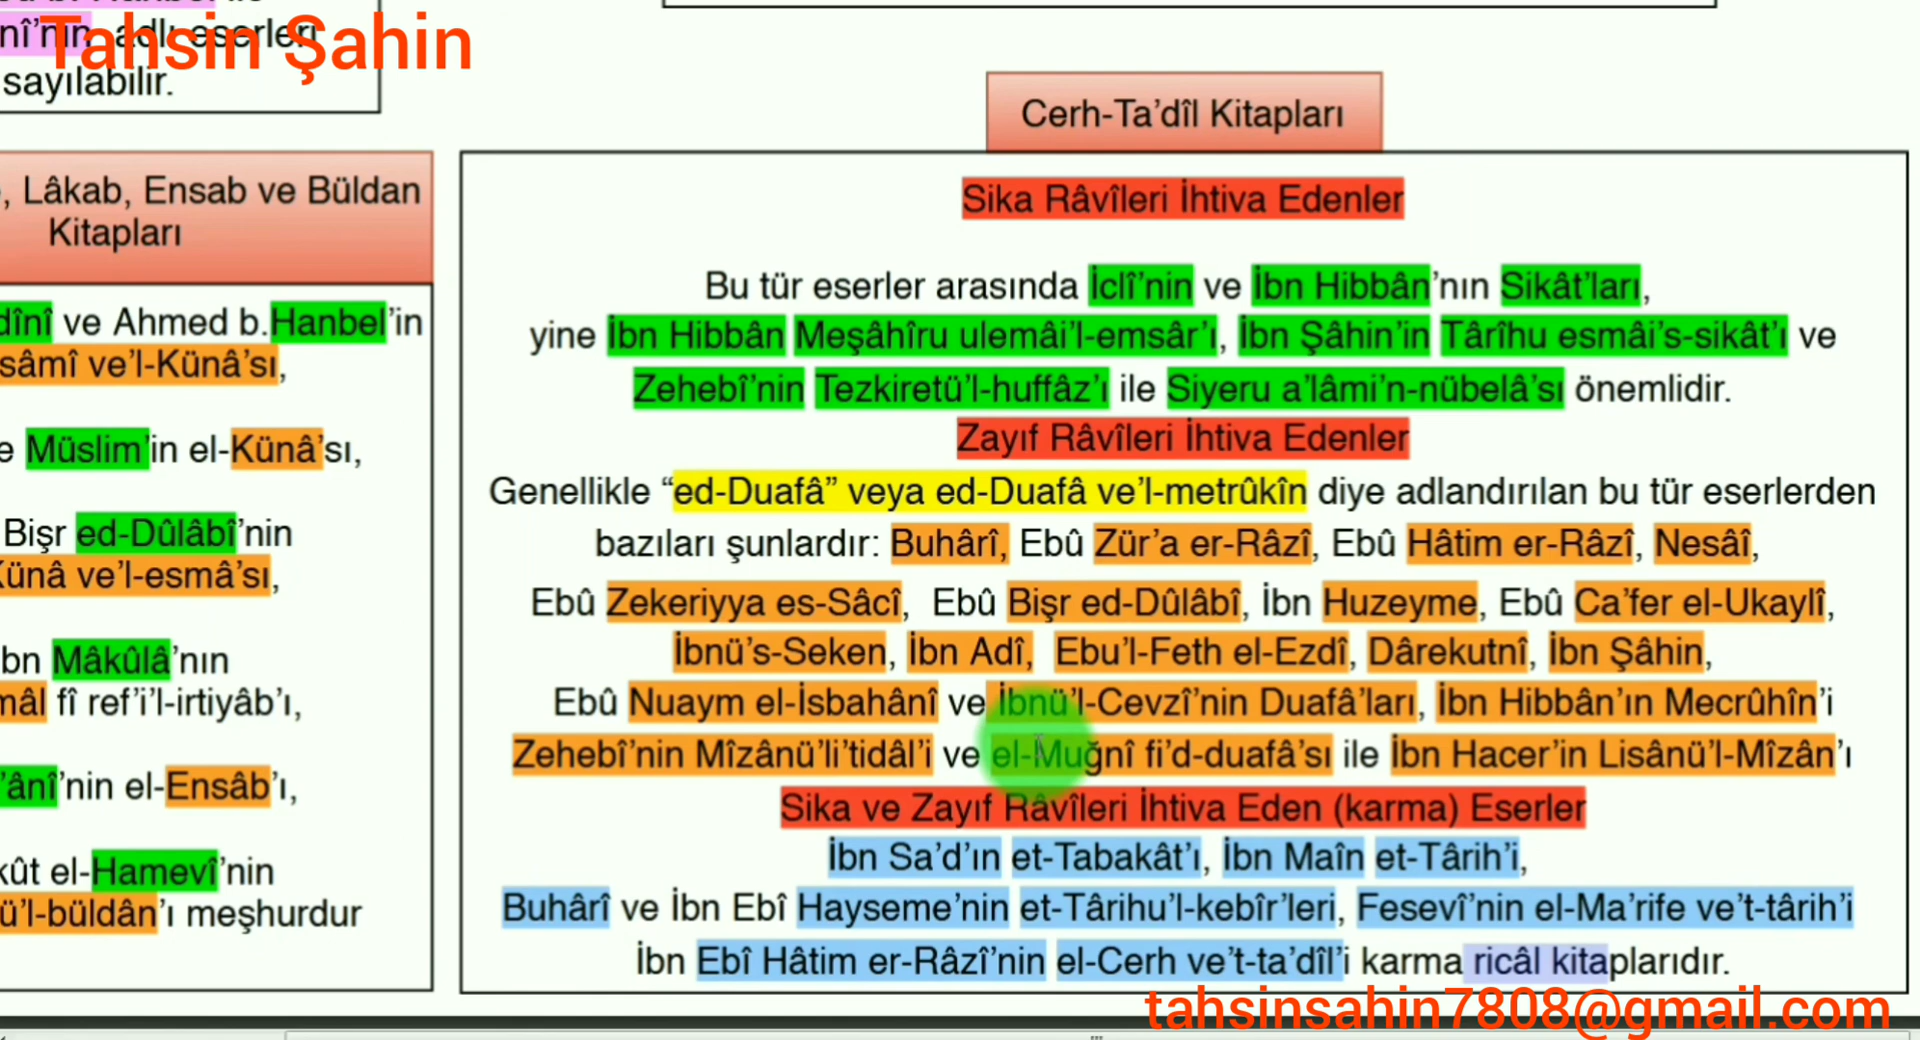 nî’nin adlı eserleri
sayılabilir.
Tahsin Şahin
Lâkab, Ensab ve Büldan
Kitapları
dînî ve Ahmed b.Hanbel’in
sâmî ve’l-Künâ’sı,
Müslim’in el-Künâ’sı,
Bişr ed-Dûlâbî’nin
Künâ ve’l-esmâ’sı,
bn Mâkûlâ’nın
mâl fî ref’i’l-irtiyâb’ı,
’ânî’nin el-Ensâb’ı,
kût el-Hamevî’nin
ü’l-büldân’ı meşhurdur
Cerh-Ta’dîl Kitapları
Sika Râvîleri İhtiva Edenler
Bu tür eserler arasında İclî’nin ve İbn Hibbân’nın Sikât’ları,
yine İbn Hibbân Meşâhîru ulemâi’l-emsâr’ı, İbn Şâhin’in Târîhu esmâi’s-sikât’ı ve
Zehebî’nin Tezkiretü’l-huffâz’ı ile Siyeru a’lâmi’n-nübelâ’sı önemlidir.
Zayıf Râvîleri İhtiva Edenler
Genellikle “ed-Duafâ” veya ed-Duafâ ve’l-metrûkîn diye adlandırılan bu tür eserlerden
bazıları şunlardır: Buhârî, Ebû Zür’a er-Râzî, Ebû Hâtim er-Râzî, Nesâî,
Ebû Zekeriyya es-Sâcî, Ebû Bişr ed-Dûlâbî, İbn Huzeyme, Ebû Ca’fer el-Ukaylî,
İbnü’s-Seken, İbn Adî, Ebu’l-Feth el-Ezdî, Dârekutnî, İbn Şâhin,
Ebû Nuaym el-İsbahânî ve İbnü’l-Cevzî’nin Duafâ’ları, İbn Hibbân’ın Mecrûhîn’i
Zehebî’nin Mîzânü’li’tidâl’i ve el-Muğnî fi’d-duafâ’sı ile İbn Hacer’in Lisânü’l-Mîzân’ı
Sika ve Zayıf Râvîleri İhtiva Eden (karma) Eserler
İbn Sa’d’ın et-Tabakât’ı, İbn Maîn et-Târih’i,
Buhârî ve İbn Ebî Hayseme’nin et-Târihu’l-kebîr’leri, Fesevî’nin el-Ma’rife ve’t-târih’i
İbn Ebî Hâtim er-Râzî’nin el-Cerh ve’t-ta’dîl’i karma ricâl kitaplarıdır.
tahsinsahin7808@gmail.com